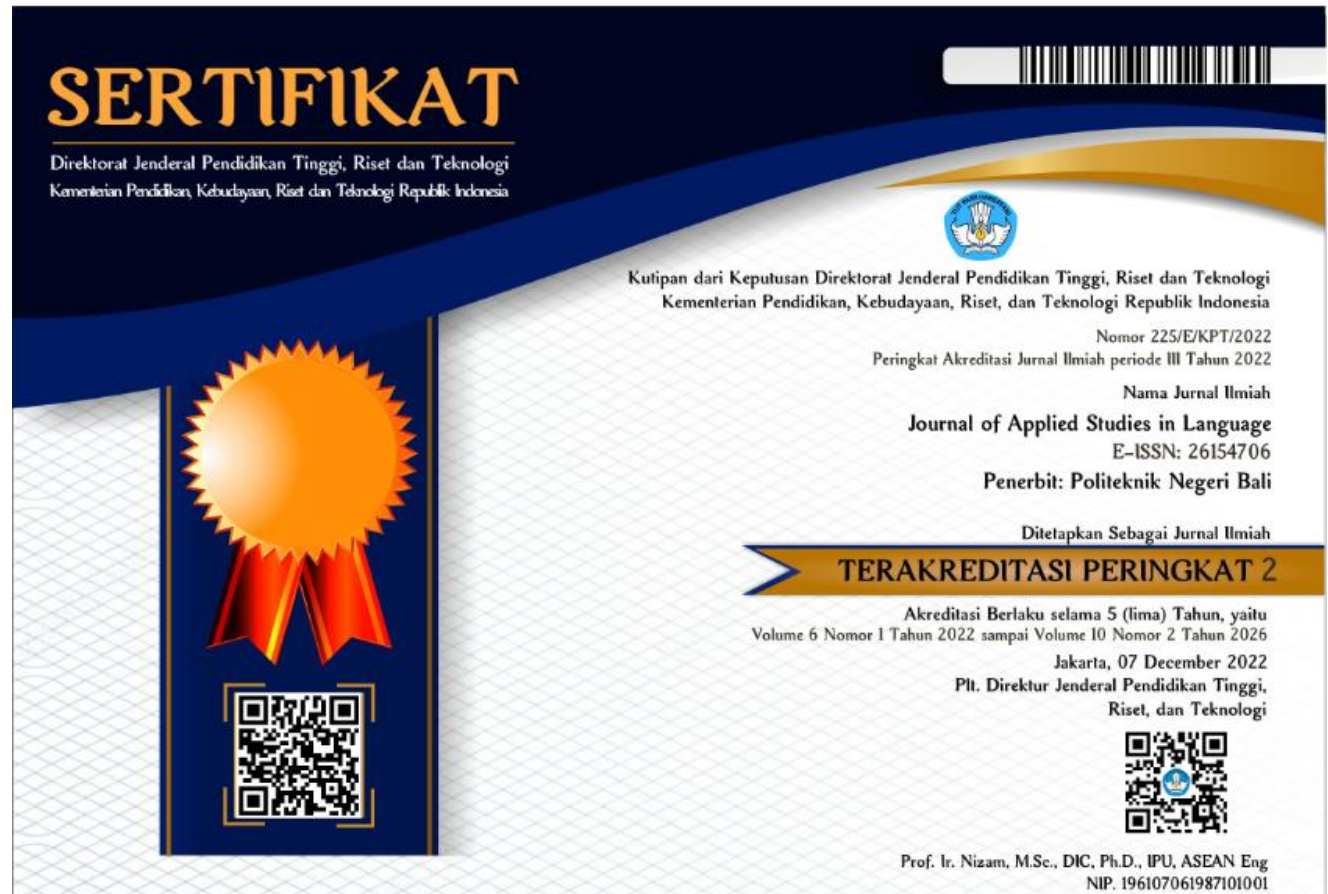 SERTIFIKAT
Direktorat Jenderal Pendidikan Tinggi, Riset dan Teknologi
Kementerian Pendidikan, Kebudayaan, Riset dan Teknologi Republik Indonesia
TUT WURI HANDAYANI
Kutipan dari Keputusan Direktorat Jenderal Pendidikan Tinggi, Riset dan Teknologi
Kementerian Pendidikan, Kebudayaan, Riset, dan Teknologi Republik Indonesia
Nomor 225/E/KPT/2022
Peringkat Akreditasi Jurnal Ilmiah periode III Tahun 2022
Nama Jurnal Ilmiah
Journal of Applied Studies in Language
E-ISSN: 26154706
Penerbit: Politeknik Negeri Bali
Ditetapkan Sebagai Jurnal Ilmiah
TERAKREDITASI PERINGKAT 2
Akreditasi Berlaku selama 5 (lima) Tahun, yaitu
Volume 6 Nomor 1 Tahun 2022 sampai Volume 10 Nomor 2 Tahun 2026
Jakarta, 07 December 2022
Plt. Direktur Jenderal Pendidikan Tinggi,
Riset, dan Teknologi
Prof. Ir. Nizam, M.Sc., DIC, Ph.D., IPU, ASEAN Eng
NIP. 196107061987101001